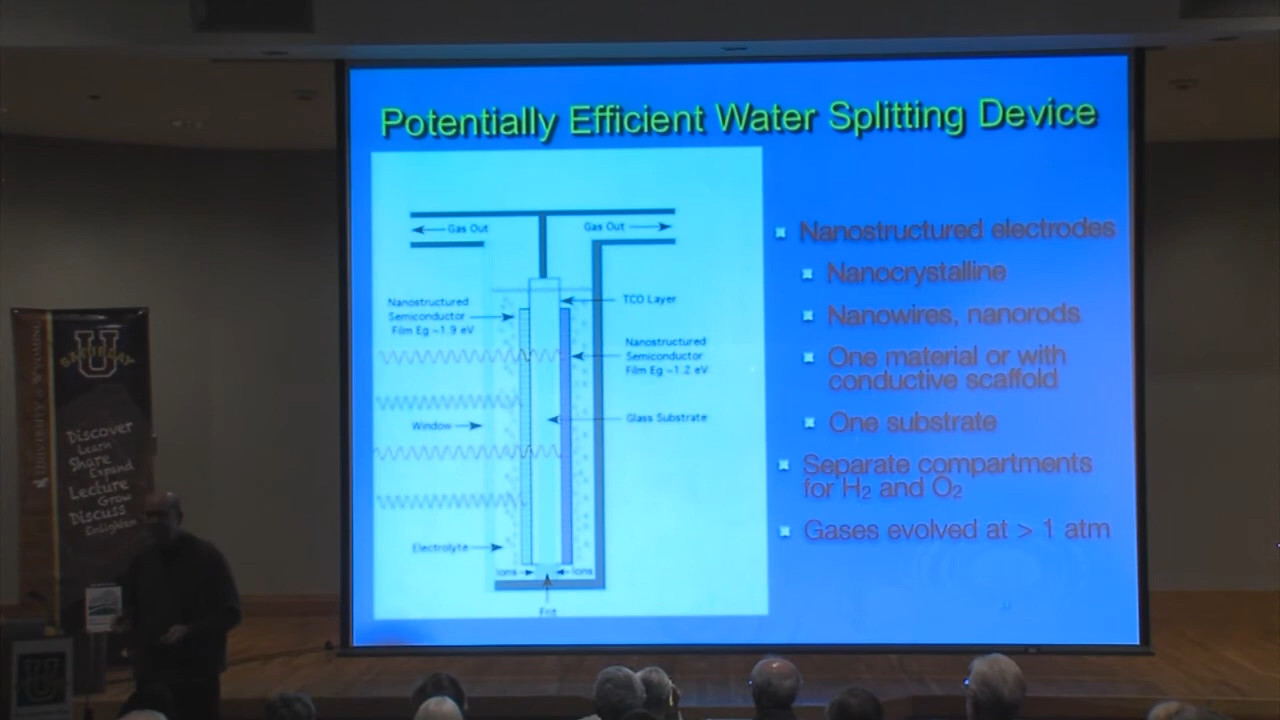 Potentially Efficient Water Splitting Device
Gas Out
Gas Out
Nanostructured
Semiconductor
Film Eg ~1.9 eV
TCO Layer
Nanostructured
Semiconductor
Film Eg ~1.2 eV
Glass Substrate
Window
Electrolyte
Ions
Ions
Frit
Nanostructured electrodes
Nanocrystalline
Nanowires, nanorods
One material or with
conductive scaffold
One substrate
Separate compartments
for H₂ and O₂
Gases evolved at > 1 atm
SATURDAY
U
Discover
Learn
Share
Expand
Lecture
Grow
Discuss
Enlighten